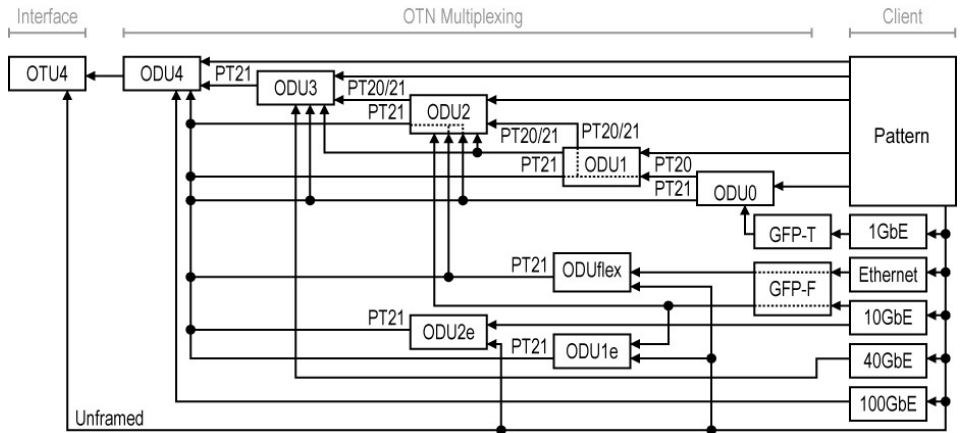 Interface OTN Multiplexing Client
OTU4 ODU4 PT21 ODU3 PT20/21 ODU2 Pattern
PT21
PT20/21 PT20/21
PT21 ODU1 PT20
PT21 ODU0
GFP-T 1GbE
PT21 ODUflex GFP-F Ethernet
PT21 ODU2e 10GbE
PT21 ODU1e 40GbE
100GbE
Unframed